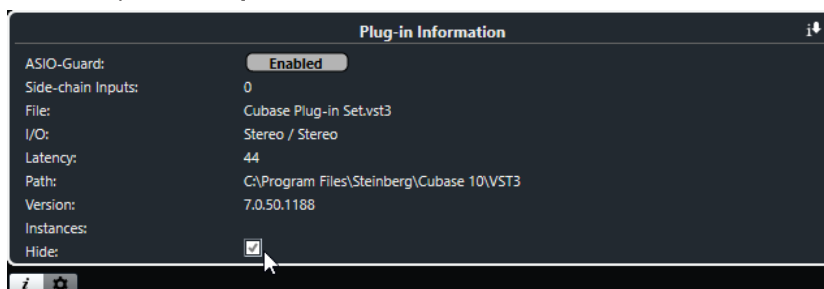 Plug-in Information
ASIO-Guard: Enabled
Side-chain Inputs: 0
File: Cubase Plug-in Set.vst3
I/O: Stereo / Stereo
Latency: 44
Path: C:\Program Files\Steinberg\Cubase 10\VST3
Version: 7.0.50.1188
Instances:
Hide: